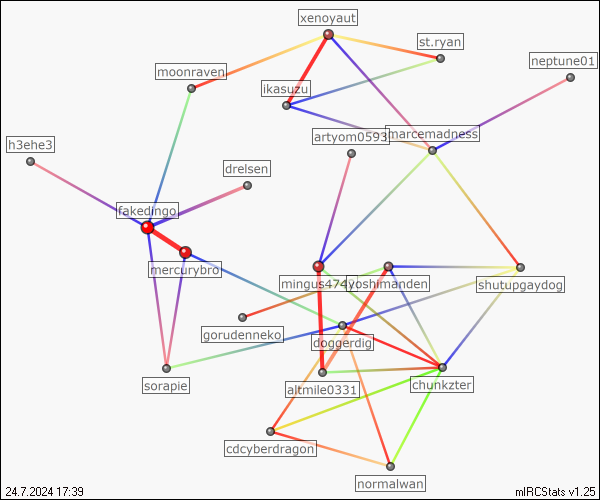 xenoyaut
st.ryan
neptune01
moonraven
ikasuzu
artyom0593
marcemadness
h3ehe3
drelsen
fakedingo
mercurybro
yoshimanden
shutupgaydog
gorudenneko
doggerdig
sorapie
altmile0331
chunkzter
cdcyberdragon
normalwan
24.7.2024 17:39
mIRCStats v1.25